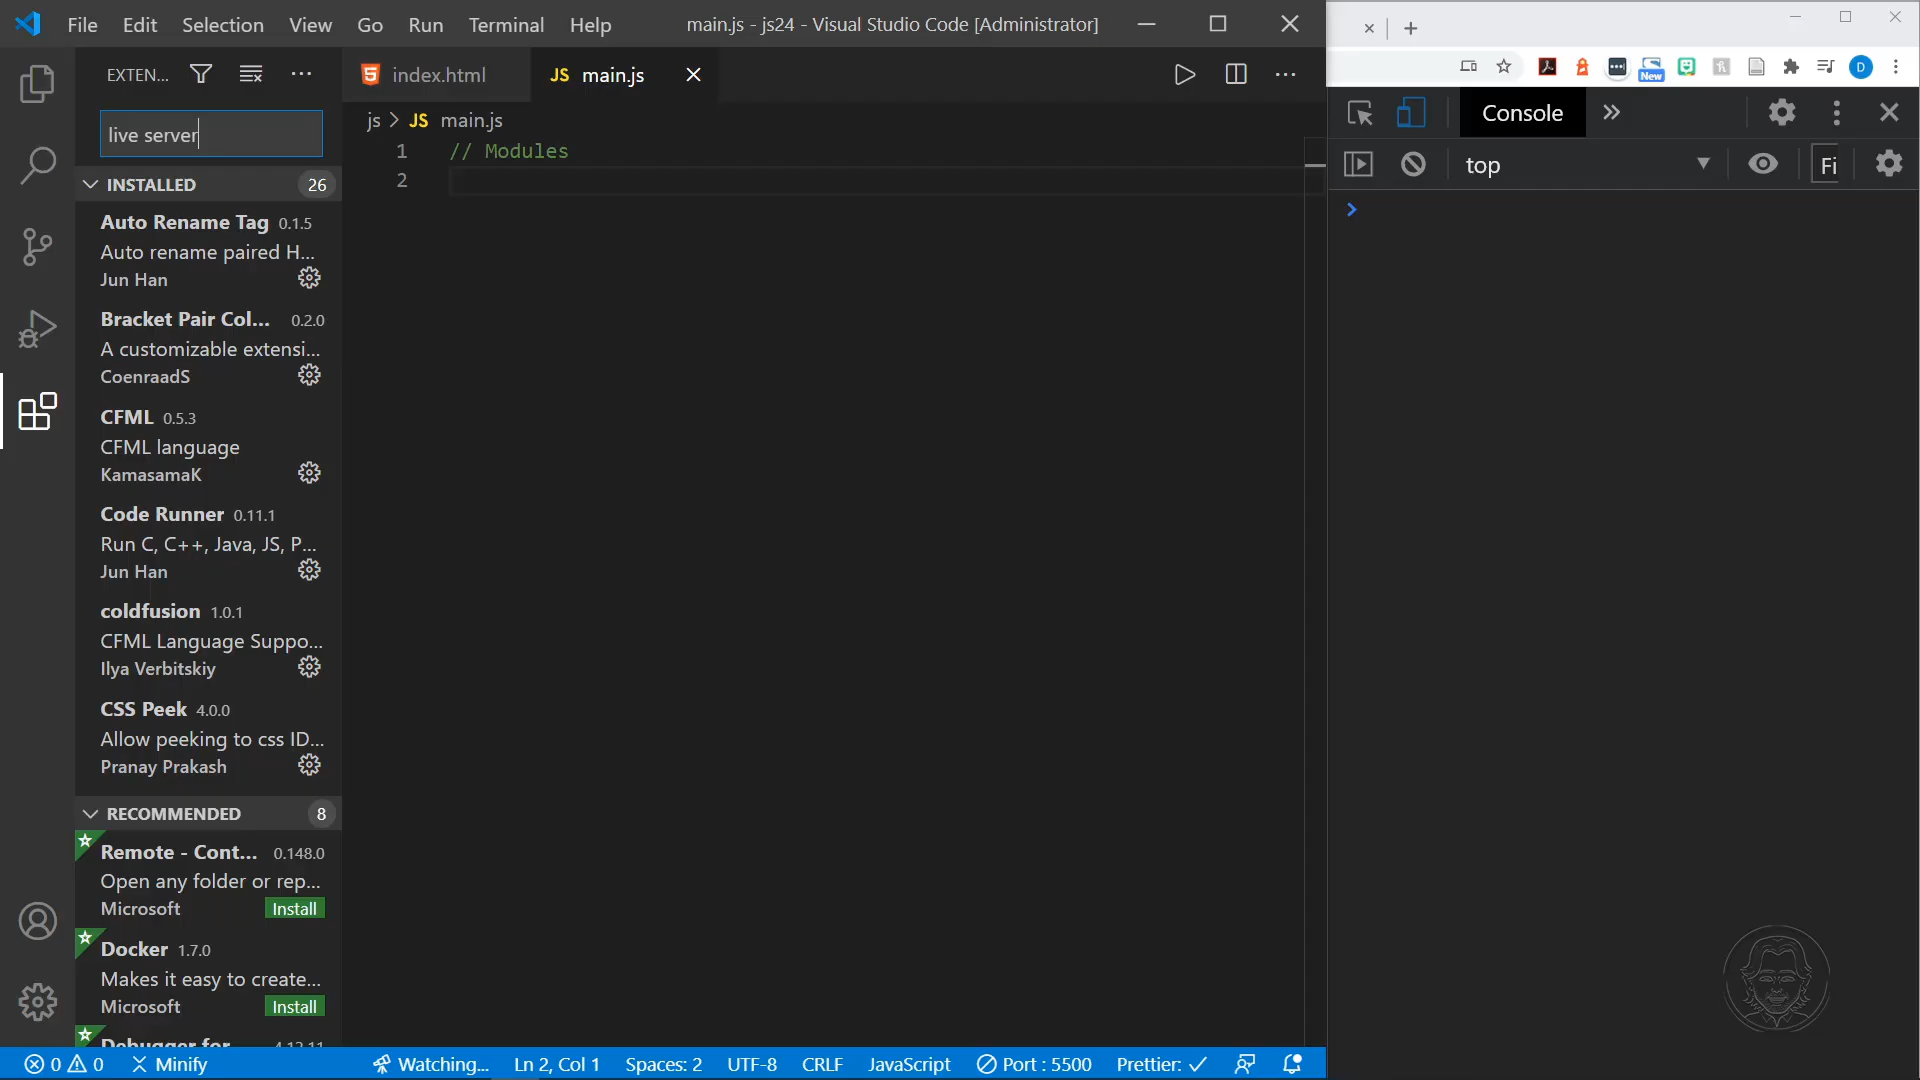 File Edit Selection View Go Run Terminal Help
main.js - js24 - Visual Studio Code [Administrator]
EXTEN...
index.html
JS main.js
live server
js > JS main.js
1 // Modules
2
INSTALLED 26
Auto Rename Tag 0.1.5
Auto rename paired H...
Jun Han
Bracket Pair Col... 0.2.0
A customizable extensi...
CoenraadS
CFML 0.5.3
CFML language
KamasamaK
Code Runner 0.11.1
Run C, C++, Java, JS, P...
Jun Han
coldfusion 1.0.1
CFML Language Suppo...
Ilya Verbitskiy
CSS Peek 4.0.0
Allow peeking to css ID...
Pranay Prakash
RECOMMENDED 8
Remote - Cont... 0.148.0
Open any folder or rep...
Microsoft Install
Docker 1.7.0
Makes it easy to create...
Microsoft Install
Debugger for 4.12.11
0 0 Minify Watching... Ln 2, Col 1 Spaces: 2 UTF-8 CRLF JavaScript Port : 5500 Prettier: ✓
New
D
Console
top
Fi